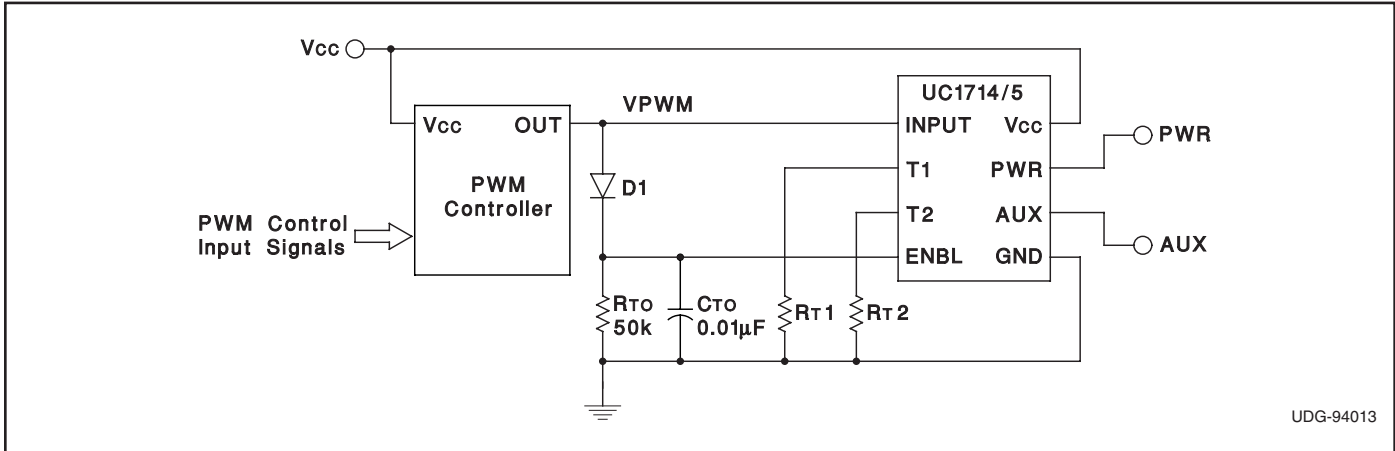 Vcc
UC1714/5
VPWM
Vcc OUT
INPUT Vcc
PWR
T1 PWR
PWM
Controller
D1
T2 AUX
PWM Control
Input Signals
AUX
ENBL GND
RTO
50k
CTO
0.01µF
RT1
RT2
UDG-94013